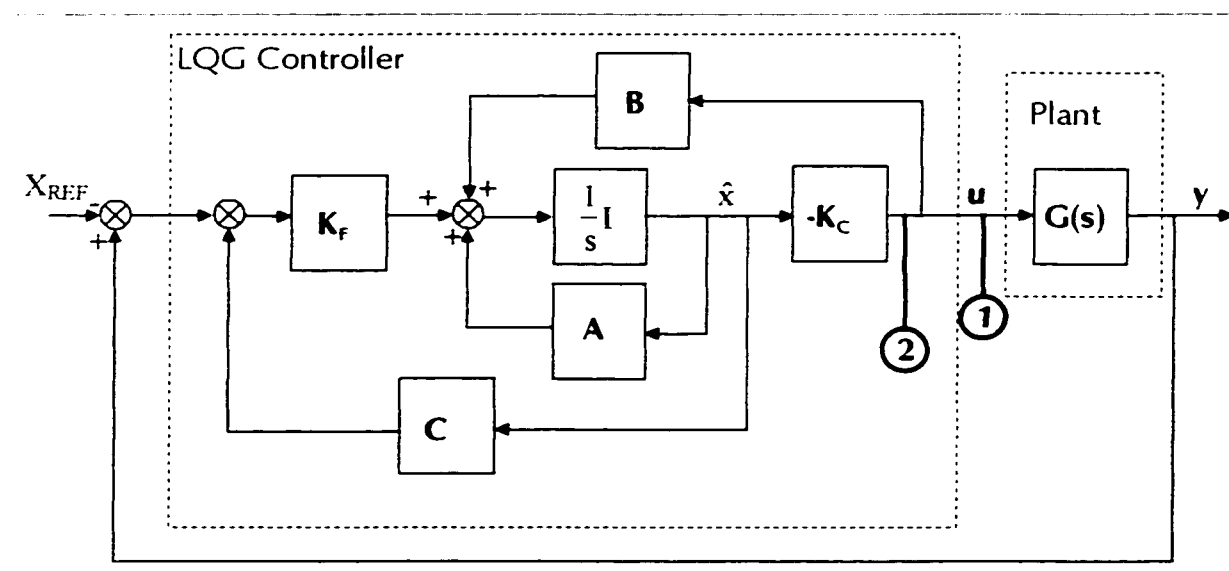 LQG Controller
B
Plant
X_REF
-
+
K_F
+
+
+
1/s I
x̂
-K_C
u
G(s)
y
A
1
2
C